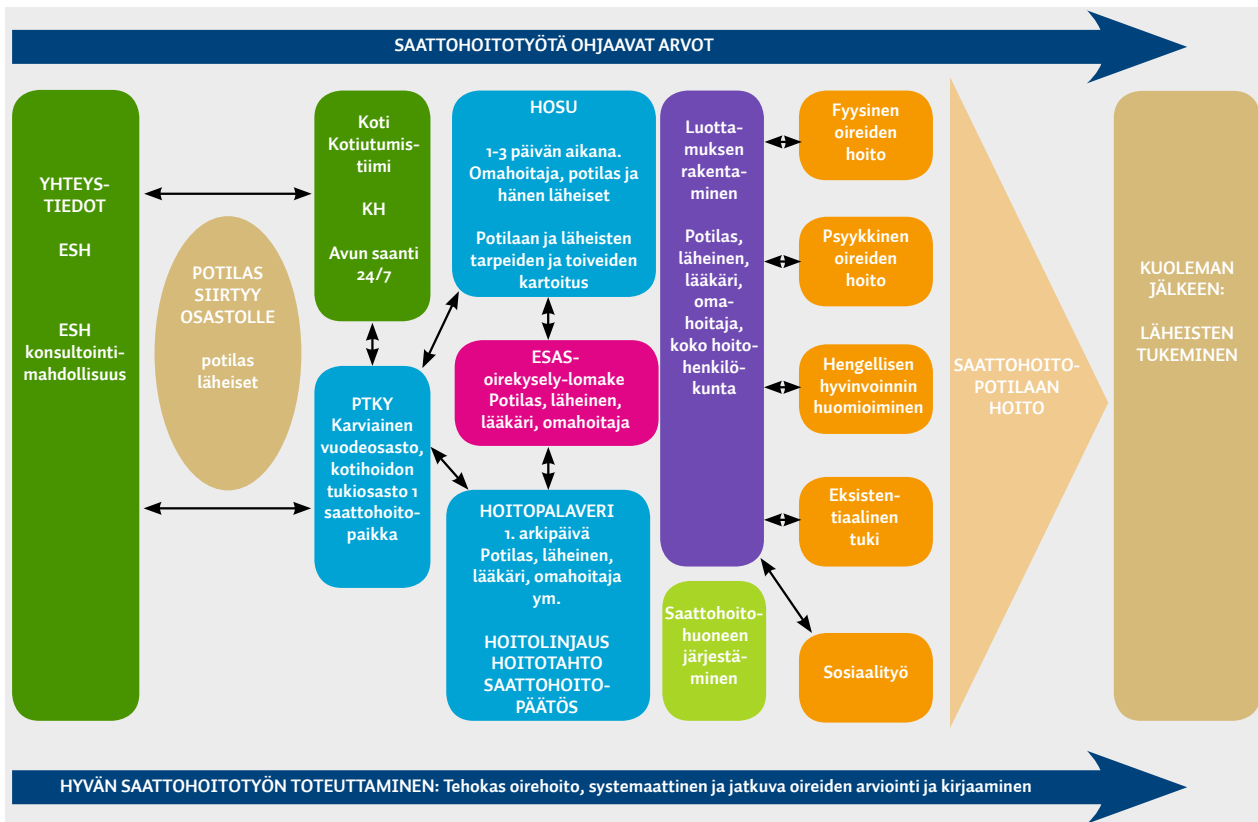 SAATTOHOITOTYÖTÄ OHJAAVAT ARVOT
YHTEYS-
TIEDOT
ESH
ESH
konsultointi-
mahdollisuus
POTILAS
SIIRTYY
OSASTOLLE
potilas
läheiset
Koti
Kotiutumis-
tiimi
KH
Avun saanti
24/7
PTKY
Karviainen
vuodeosasto,
kotihoidon
tukiosasto 1
saattohoito-
paikka
HOSU
1-3 päivän aikana.
Omahoitaja, potilas ja
hänen läheiset
Potilaan ja läheisten
tarpeiden ja toiveiden
kartoitus
ESAS-
oirekysely-lomake
Potilas, läheinen,
lääkäri, omahoitaja
HOITOPALAVERI
1. arkipäivä
Potilas, läheinen,
lääkäri, omahoitaja
ym.
HOITOLINJAUS
HOITOTAHTO
SAATTOHOITO-
PÄÄTÖS
Luotta-
muksen
rakenta-
minen
Potilas,
läheinen,
lääkäri,
oma-
hoitaja,
koko hoito-
henkilö-
kunta
Saattohoito-
huoneen
järjestä-
minen
Fyysinen
oireiden
hoito
Psyykkinen
oireiden
hoito
Hengellisen
hyvinvoinnin
huomioiminen
Eksisten-
tiaalinen
tuki
Sosiaalityö
SAATTOHOITO-
POTILAAN
HOITO
KUOLEMAN
JÄLKEEN:
LÄHEISTEN
TUKEMINEN
HYVÄN SAATTOHOITOTYÖN TOTEUTTAMINEN: Tehokas oirehoito, systemaattinen ja jatkuva oireiden arviointi ja kirjaaminen